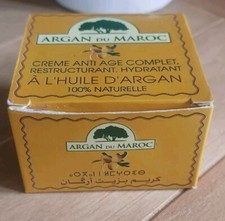 ARGAN DU MAROC
CREME ANTI AGE COMPLET,
RESTRUCTURANT, HYDRATANT
À L'HUILE D'ARGAN
100% NATURELLE
ARGAN DU MAROC
كريم بزيت أركان